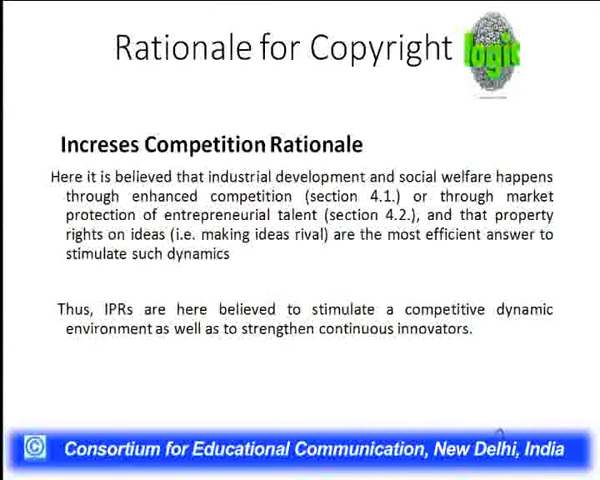 Rationale for Copyright
logic
Increses Competition Rationale
Here it is believed that industrial development and social welfare happens
through enhanced competition (section 4.1.) or through market
protection of entrepreneurial talent (section 4.2.), and that property
rights on ideas (i.e. making ideas rival) are the most efficient answer to
stimulate such dynamics
Thus, IPRs are here believed to stimulate a competitive dynamic
environment as well as to strengthen continuous innovators.
© Consortium for Educational Communication, New Delhi, India